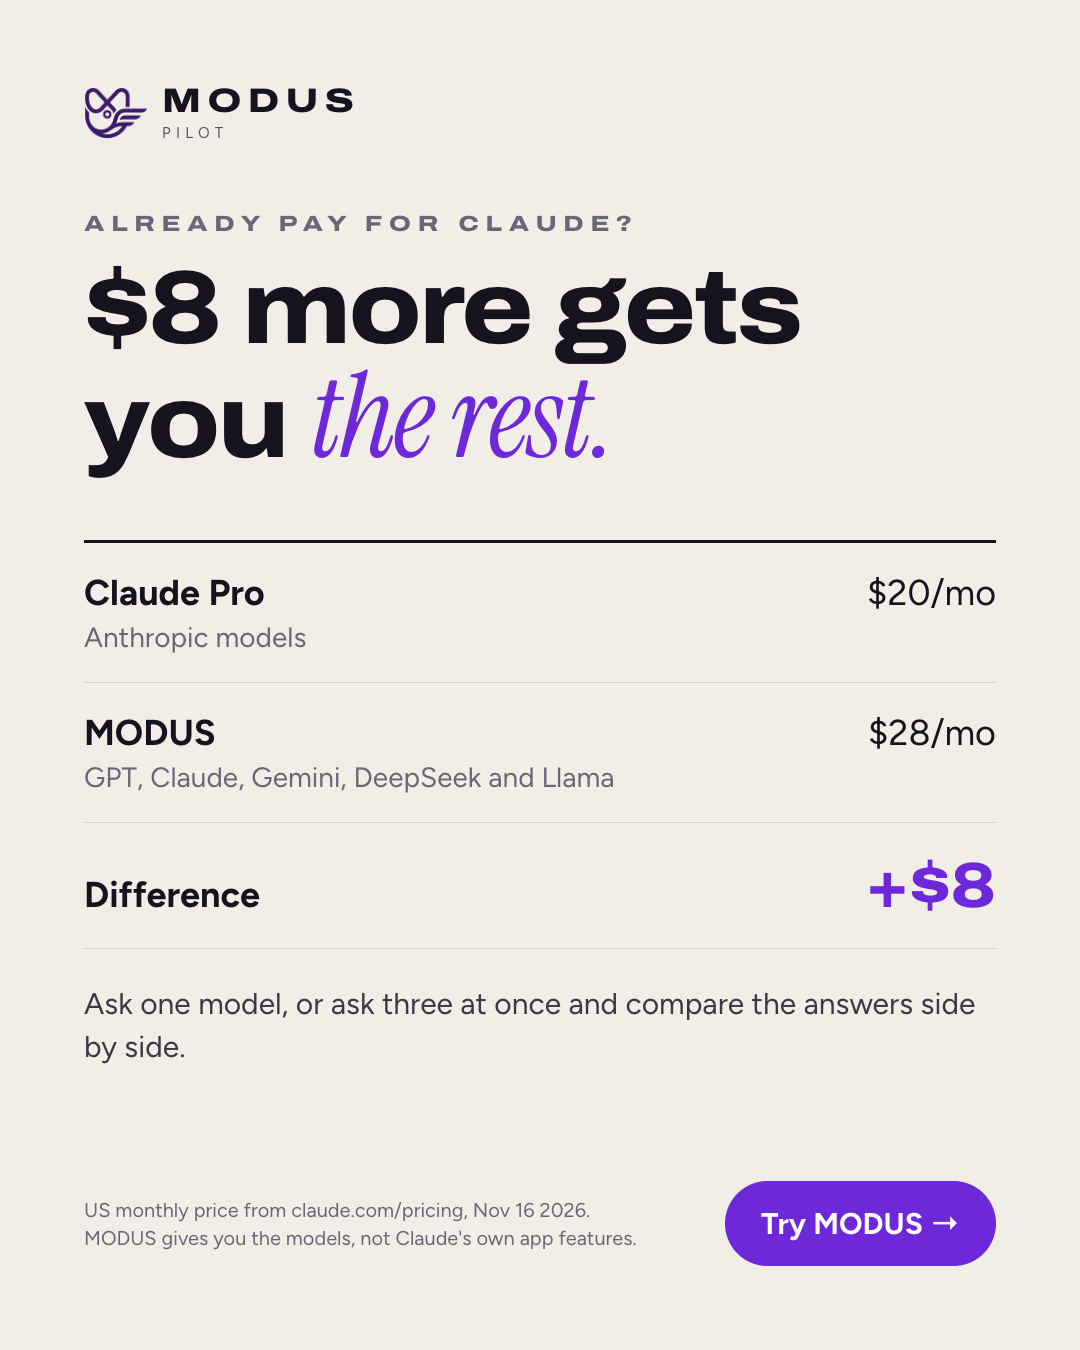 MODUS
PILOT
ALREADY PAY FOR CLAUDE?
$8 more gets
you the rest.
Claude Pro
$20/mo
Anthropic models
MODUS
$28/mo
GPT, Claude, Gemini, DeepSeek and Llama
Difference
+$8
Ask one model, or ask three at once and compare the answers side
by side.
US monthly price from claude.com/pricing, Nov 16 2026.
MODUS gives you the models, not Claude's own app features.
Try MODUS →